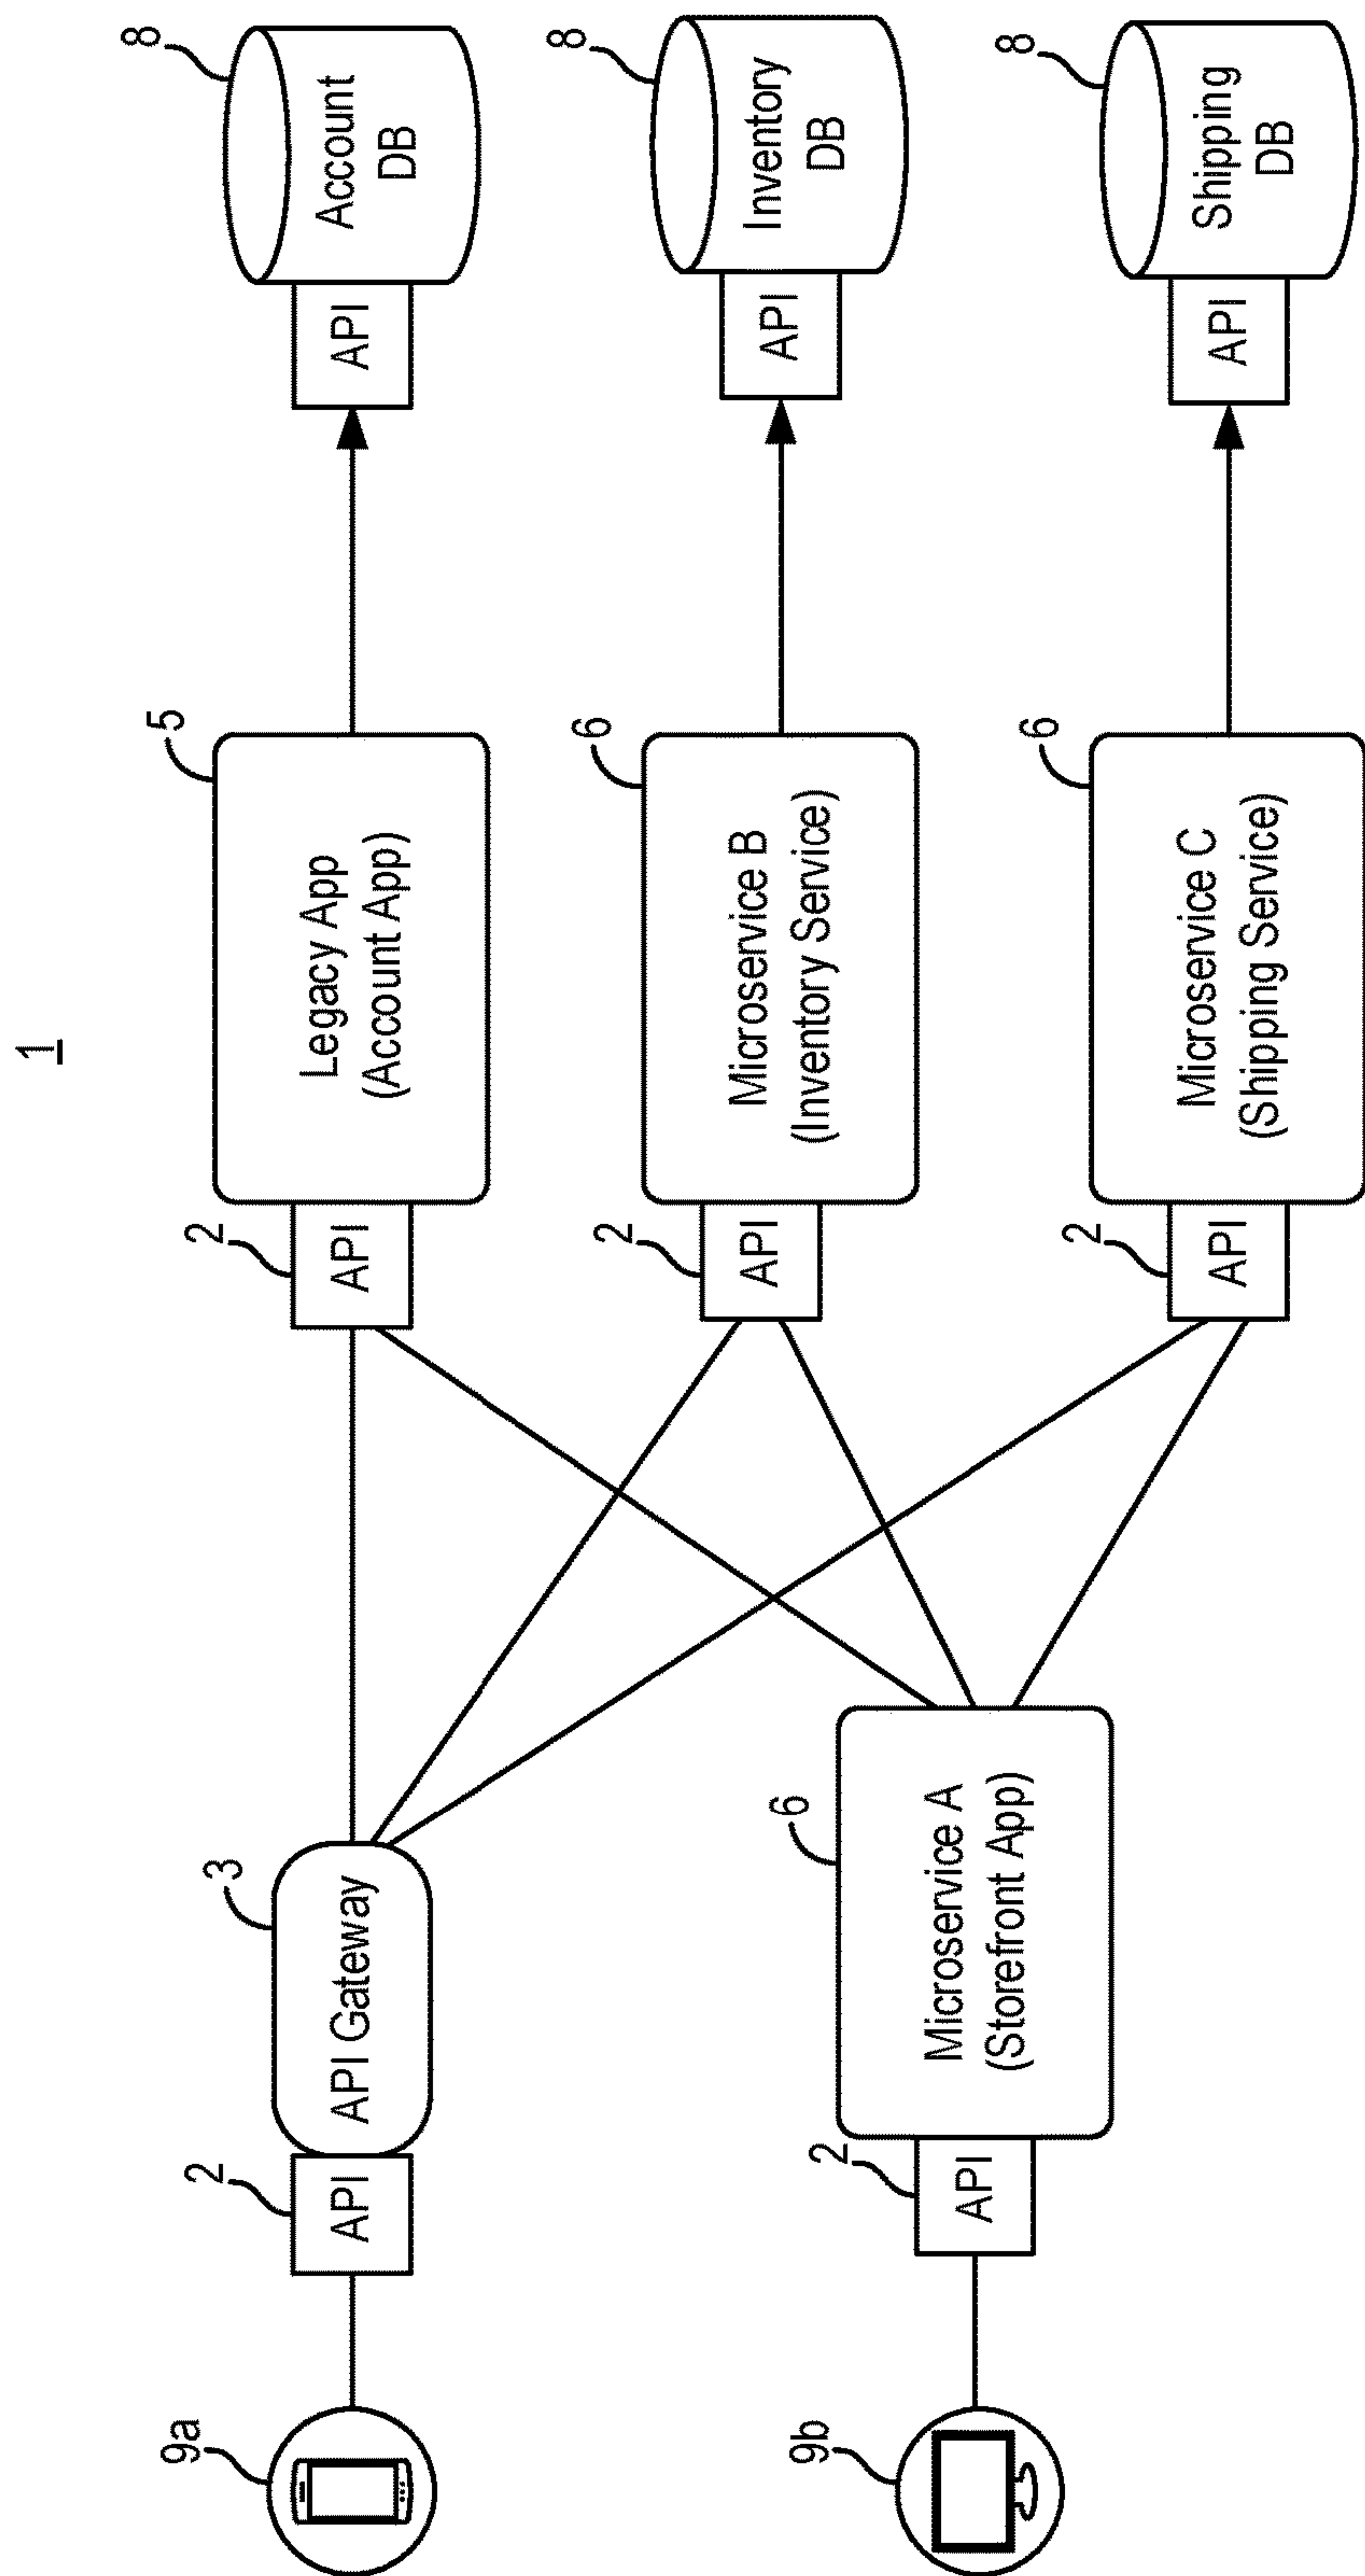 1
9a
2
API
3
API Gateway
2
API
5
Legacy App
(Account App)
API
8
Account
DB
2
API
6
Microservice B
(Inventory Service)
API
8
Inventory
DB
9b
2
API
6
Microservice A
(Storefront App)
2
API
6
Microservice C
(Shipping Service)
API
8
Shipping
DB